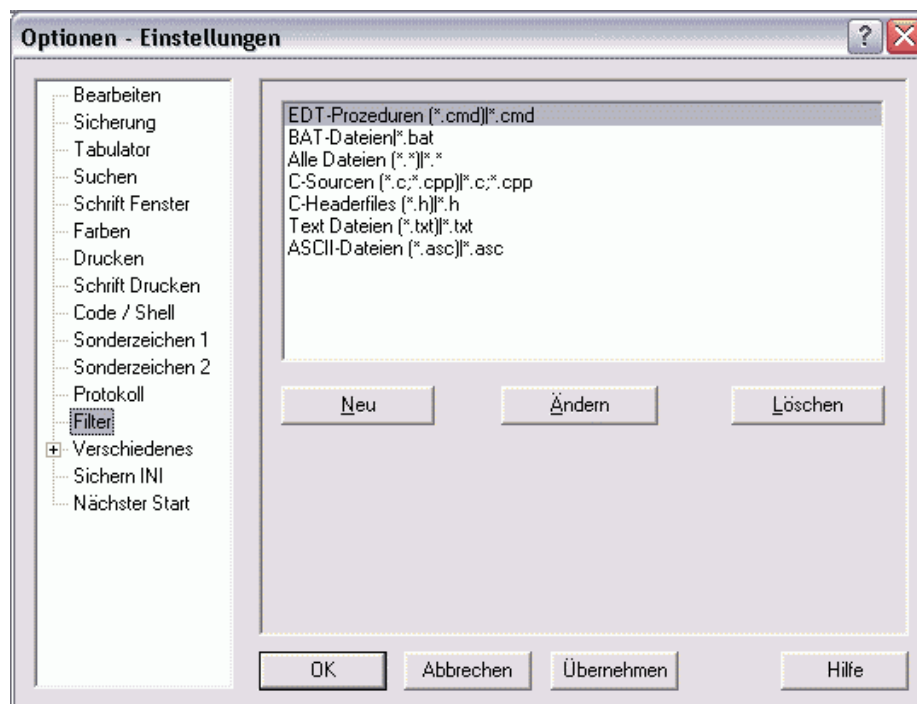 Optionen - Einstellungen
Bearbeiten
Sicherung
Tabulator
Suchen
Schrift Fenster
Farben
Drucken
Schrift Drucken
Code / Shell
Sonderzeichen 1
Sonderzeichen 2
Protokoll
Filter
Verschiedenes
Sichern INI
Nächster Start
EDT-Prozeduren (*.cmd)|*.cmd
BAT-Dateien|*.bat
Alle Dateien (*.*)|*.*
C-Sourcen (*.c;*.cpp)|*.c;*.cpp
C-Headerfiles (*.h)|*.h
Text Dateien (*.txt)|*.txt
ASCII-Dateien (*.asc)|*.asc
Neu Ändern Löschen
OK Abbrechen Übernehmen Hilfe